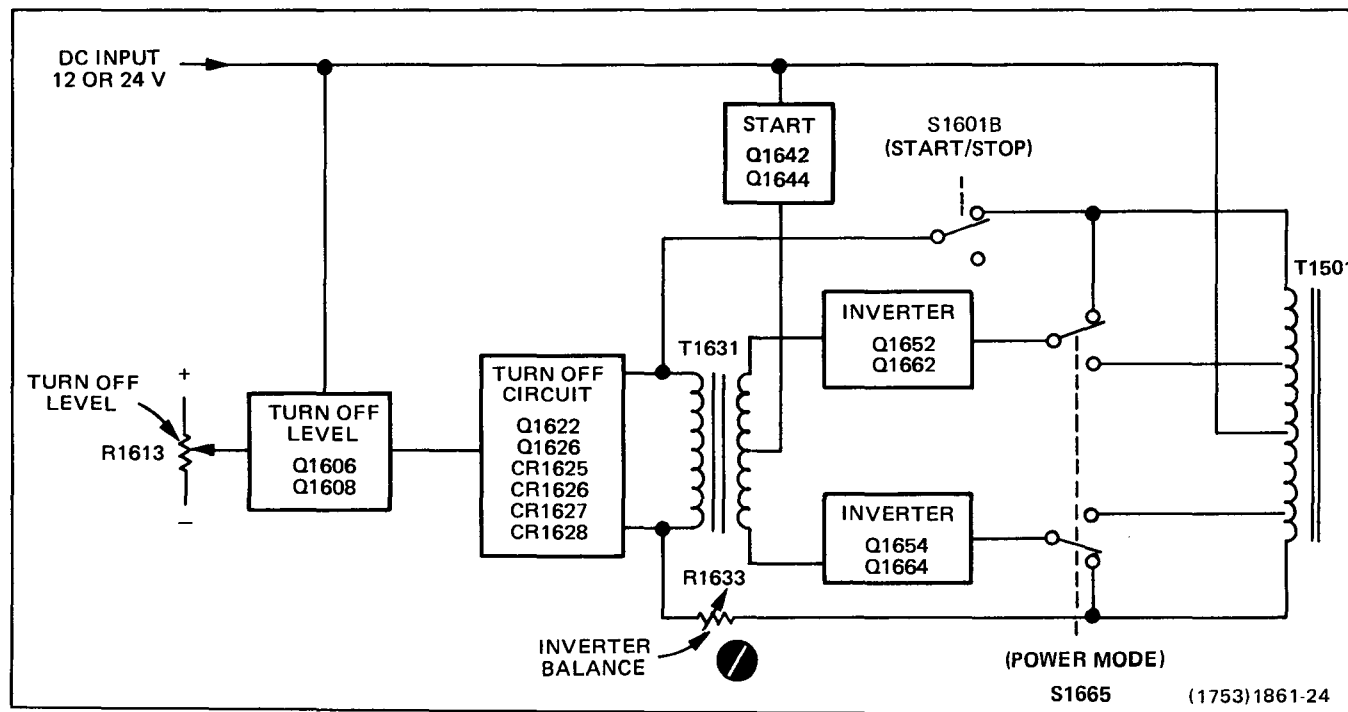 DC INPUT
12 OR 24 V
START
Q1642
Q1644
S1601B
(START/STOP)
T1501
INVERTER
Q1652
Q1662
T1631
TURN OFF
CIRCUIT
Q1622
Q1626
CR1625
CR1626
CR1627
CR1628
TURN OFF
LEVEL
+
R1613
−
TURN OFF
LEVEL
Q1606
Q1608
INVERTER
Q1654
Q1664
R1633
INVERTER
BALANCE
(POWER MODE)
S1665
(1753)1861-24